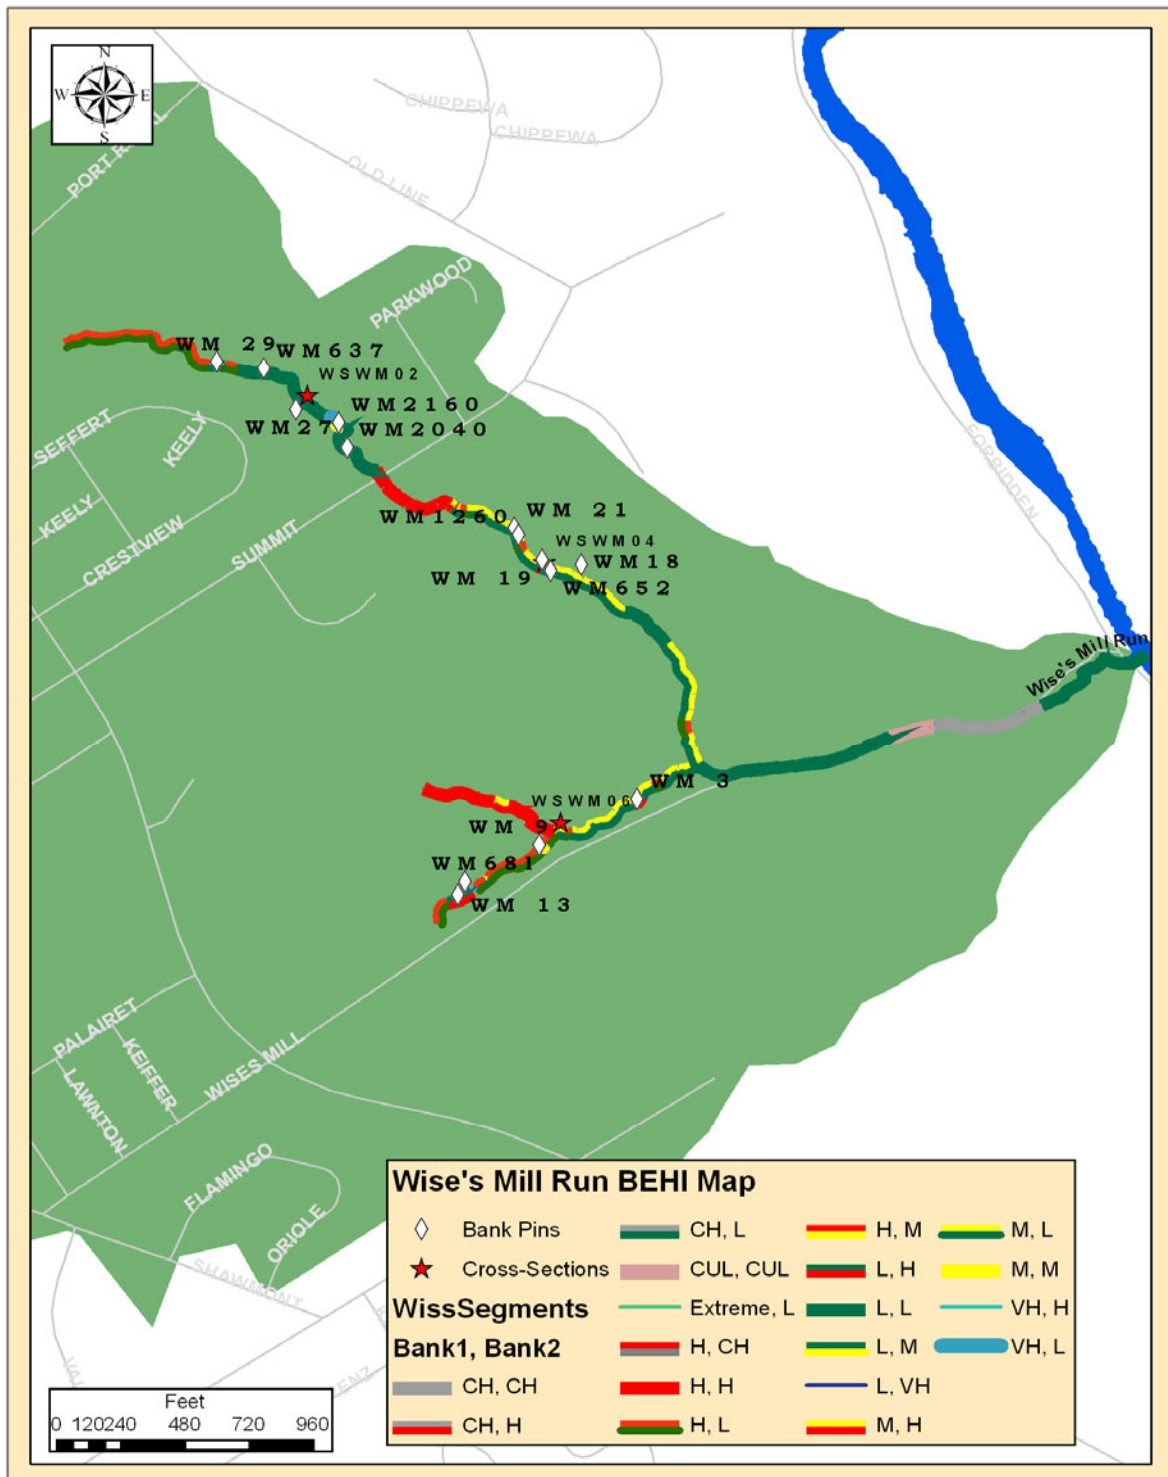 N
W E
S
PORT ROYAL
CHIPPEWA
CHIPPEWA
OLD LINE
PARKWOOD
WM 29
WM637
WSWM02
WM2160
WM27
WM2040
SEFFERT
KEELY
KEELY
CRESTVIEW
SUMMIT
FORBIDDEN
WM1260
WM 21
WSWM04
WM18
WM 19
WM652
Wise's Mill Run
WM 3
WSWM06
WM 9
WM681
WM 13
PALAIRET
KEIFFER
LAWNTON
WISES MILL
FLAMINGO
ORIOLE
SHAWMONT
Wise's Mill Run BEHI Map
Bank Pins
Cross-Sections
WissSegments
Bank1, Bank2
CH, CH
CH, H
CH, L
CUL, CUL
Extreme, L
H, CH
H, H
H, L
H, M
L, H
L, L
L, M
L, VH
M, H
M, L
M, M
VH, H
VH, L
Feet
0 120240 480 720 960